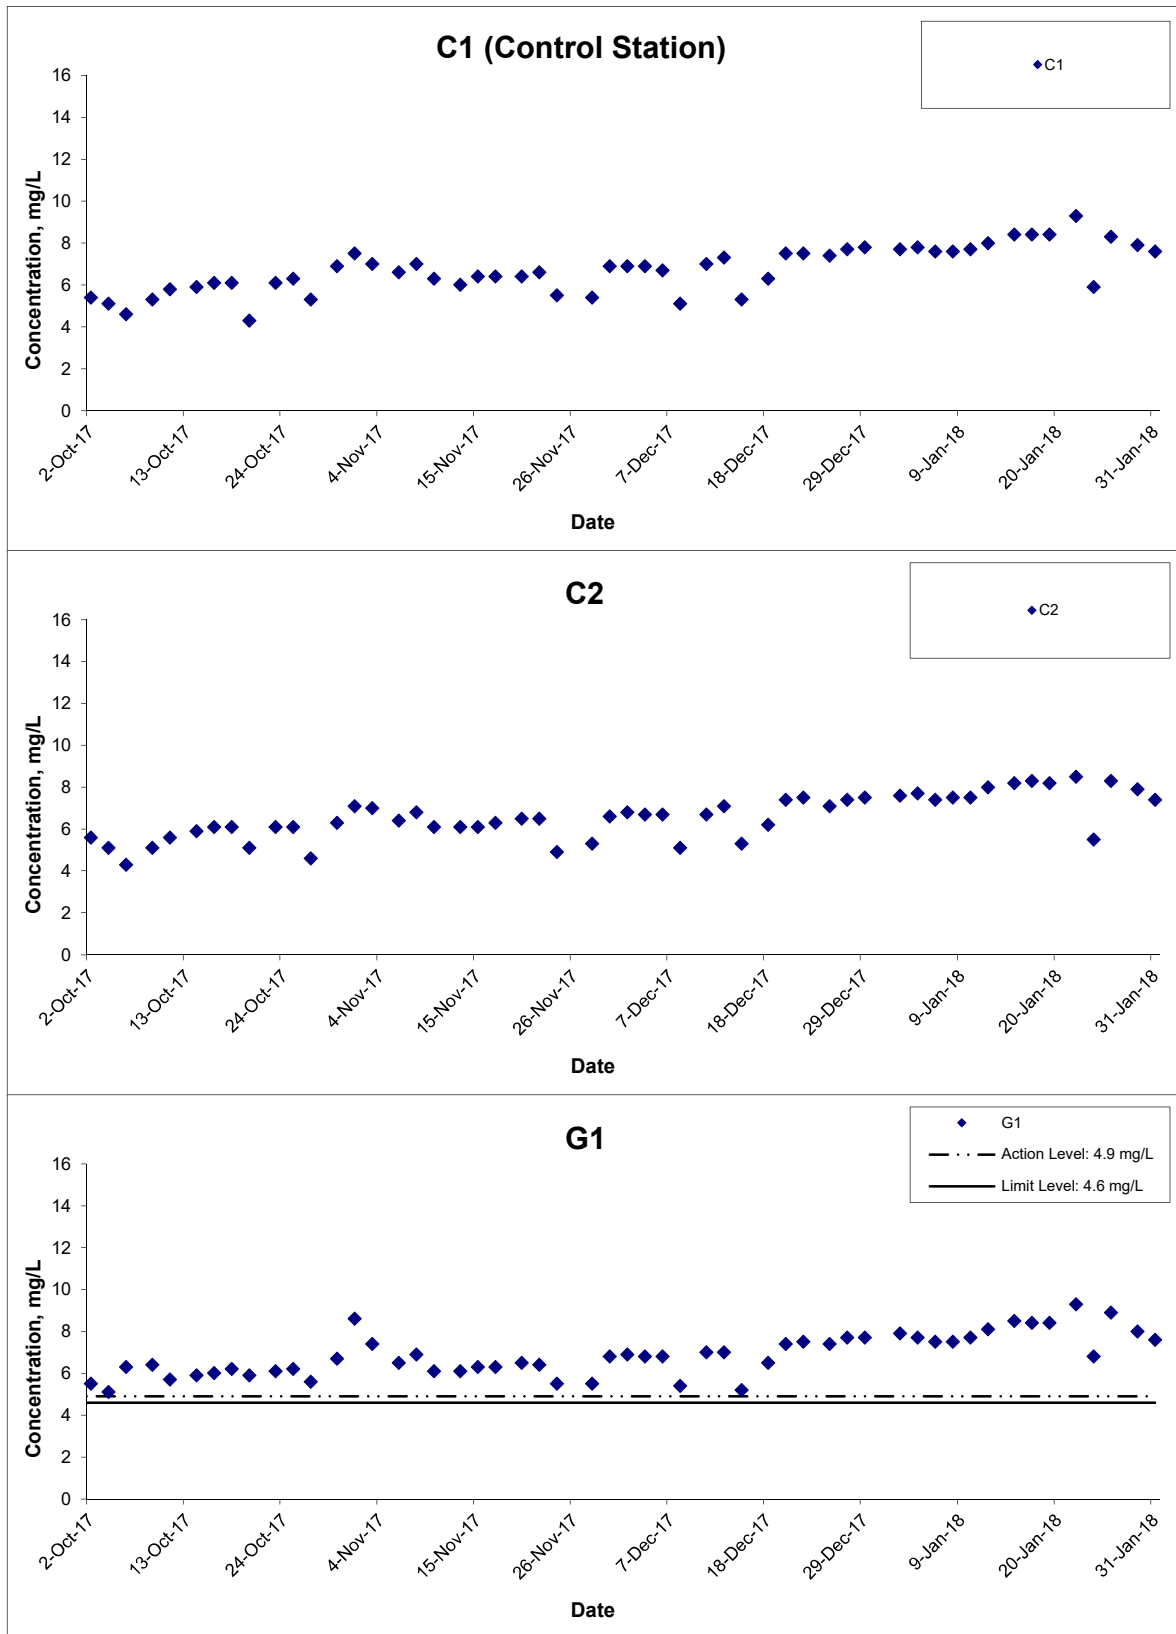 C1 (Control Station)
C1
Concentration, mg/L
16
14
12
10
8
6
4
2
0
2-Oct-17
13-Oct-17
24-Oct-17
4-Nov-17
15-Nov-17
26-Nov-17
7-Dec-17
18-Dec-17
29-Dec-17
9-Jan-18
20-Jan-18
31-Jan-18
Date
C2
C2
Concentration, mg/L
16
14
12
10
8
6
4
2
0
2-Oct-17
13-Oct-17
24-Oct-17
4-Nov-17
15-Nov-17
26-Nov-17
7-Dec-17
18-Dec-17
29-Dec-17
9-Jan-18
20-Jan-18
31-Jan-18
Date
G1
G1
Action Level: 4.9 mg/L
Limit Level: 4.6 mg/L
Concentration, mg/L
16
14
12
10
8
6
4
2
0
2-Oct-17
13-Oct-17
24-Oct-17
4-Nov-17
15-Nov-17
26-Nov-17
7-Dec-17
18-Dec-17
29-Dec-17
9-Jan-18
20-Jan-18
31-Jan-18
Date